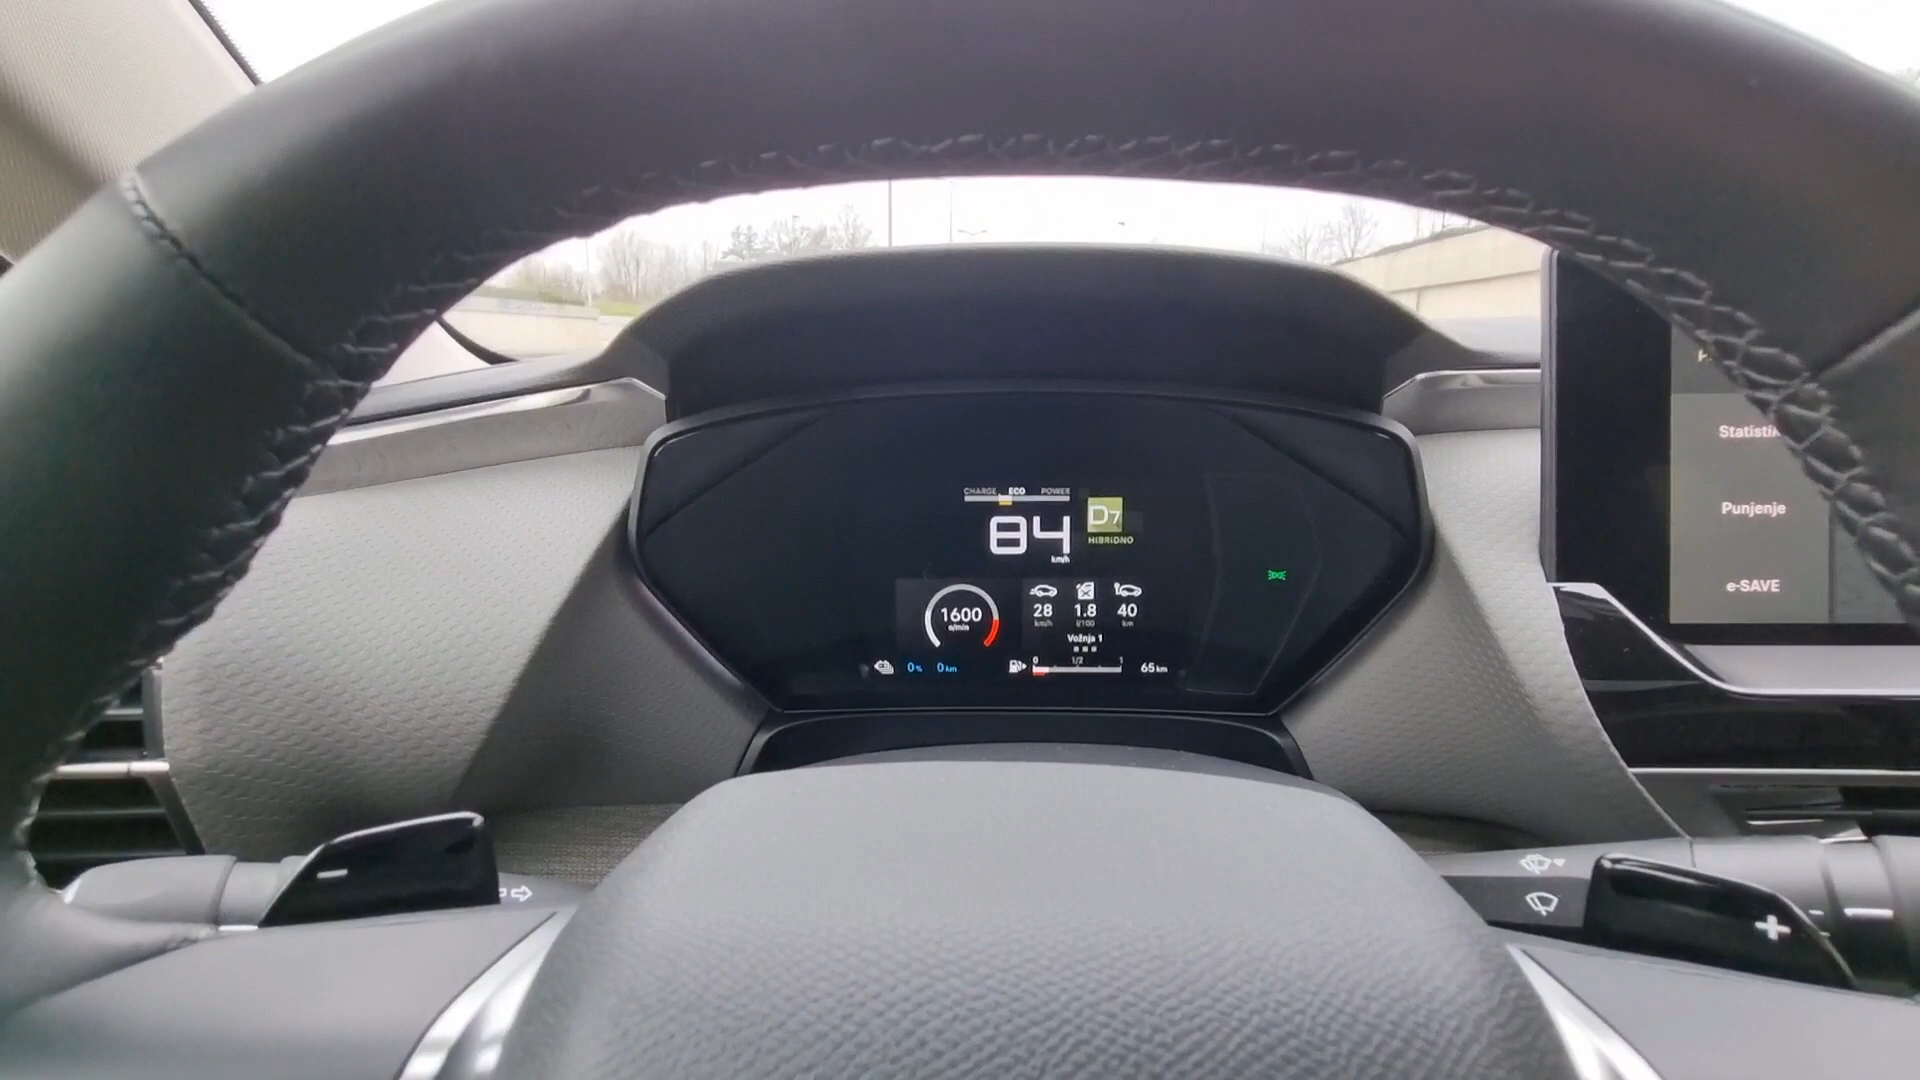 CHARGE ECO POWER
84
km/h
D7
HIBRIDNO
1600
o/min
28 1.8 40
km/h l/100 km
Vožnja 1
0 1/2 1
0 % 0 km
65 km
Statistik
Punjenje
e-SAVE